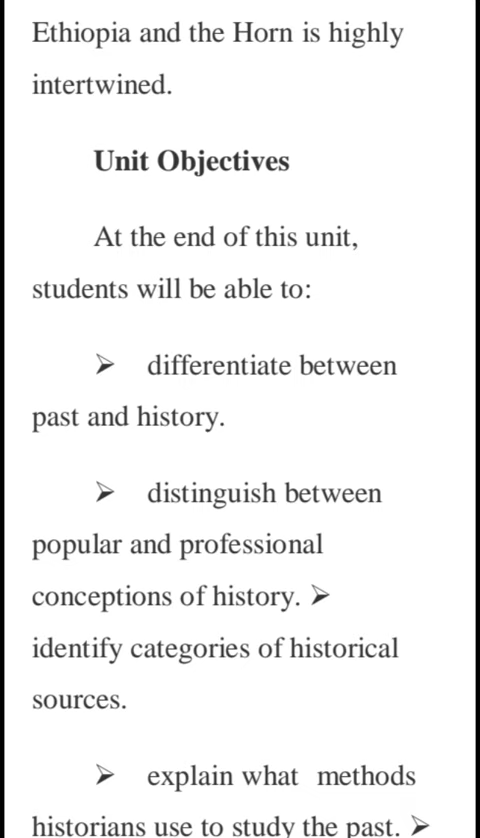 Ethiopia and the Horn is highly
intertwined.
Unit Objectives
At the end of this unit,
students will be able to:
➢ differentiate between
past and history.
➢ distinguish between
popular and professional
conceptions of history. ➢
identify categories of historical
sources.
➢ explain what methods
historians use to study the past. ➢